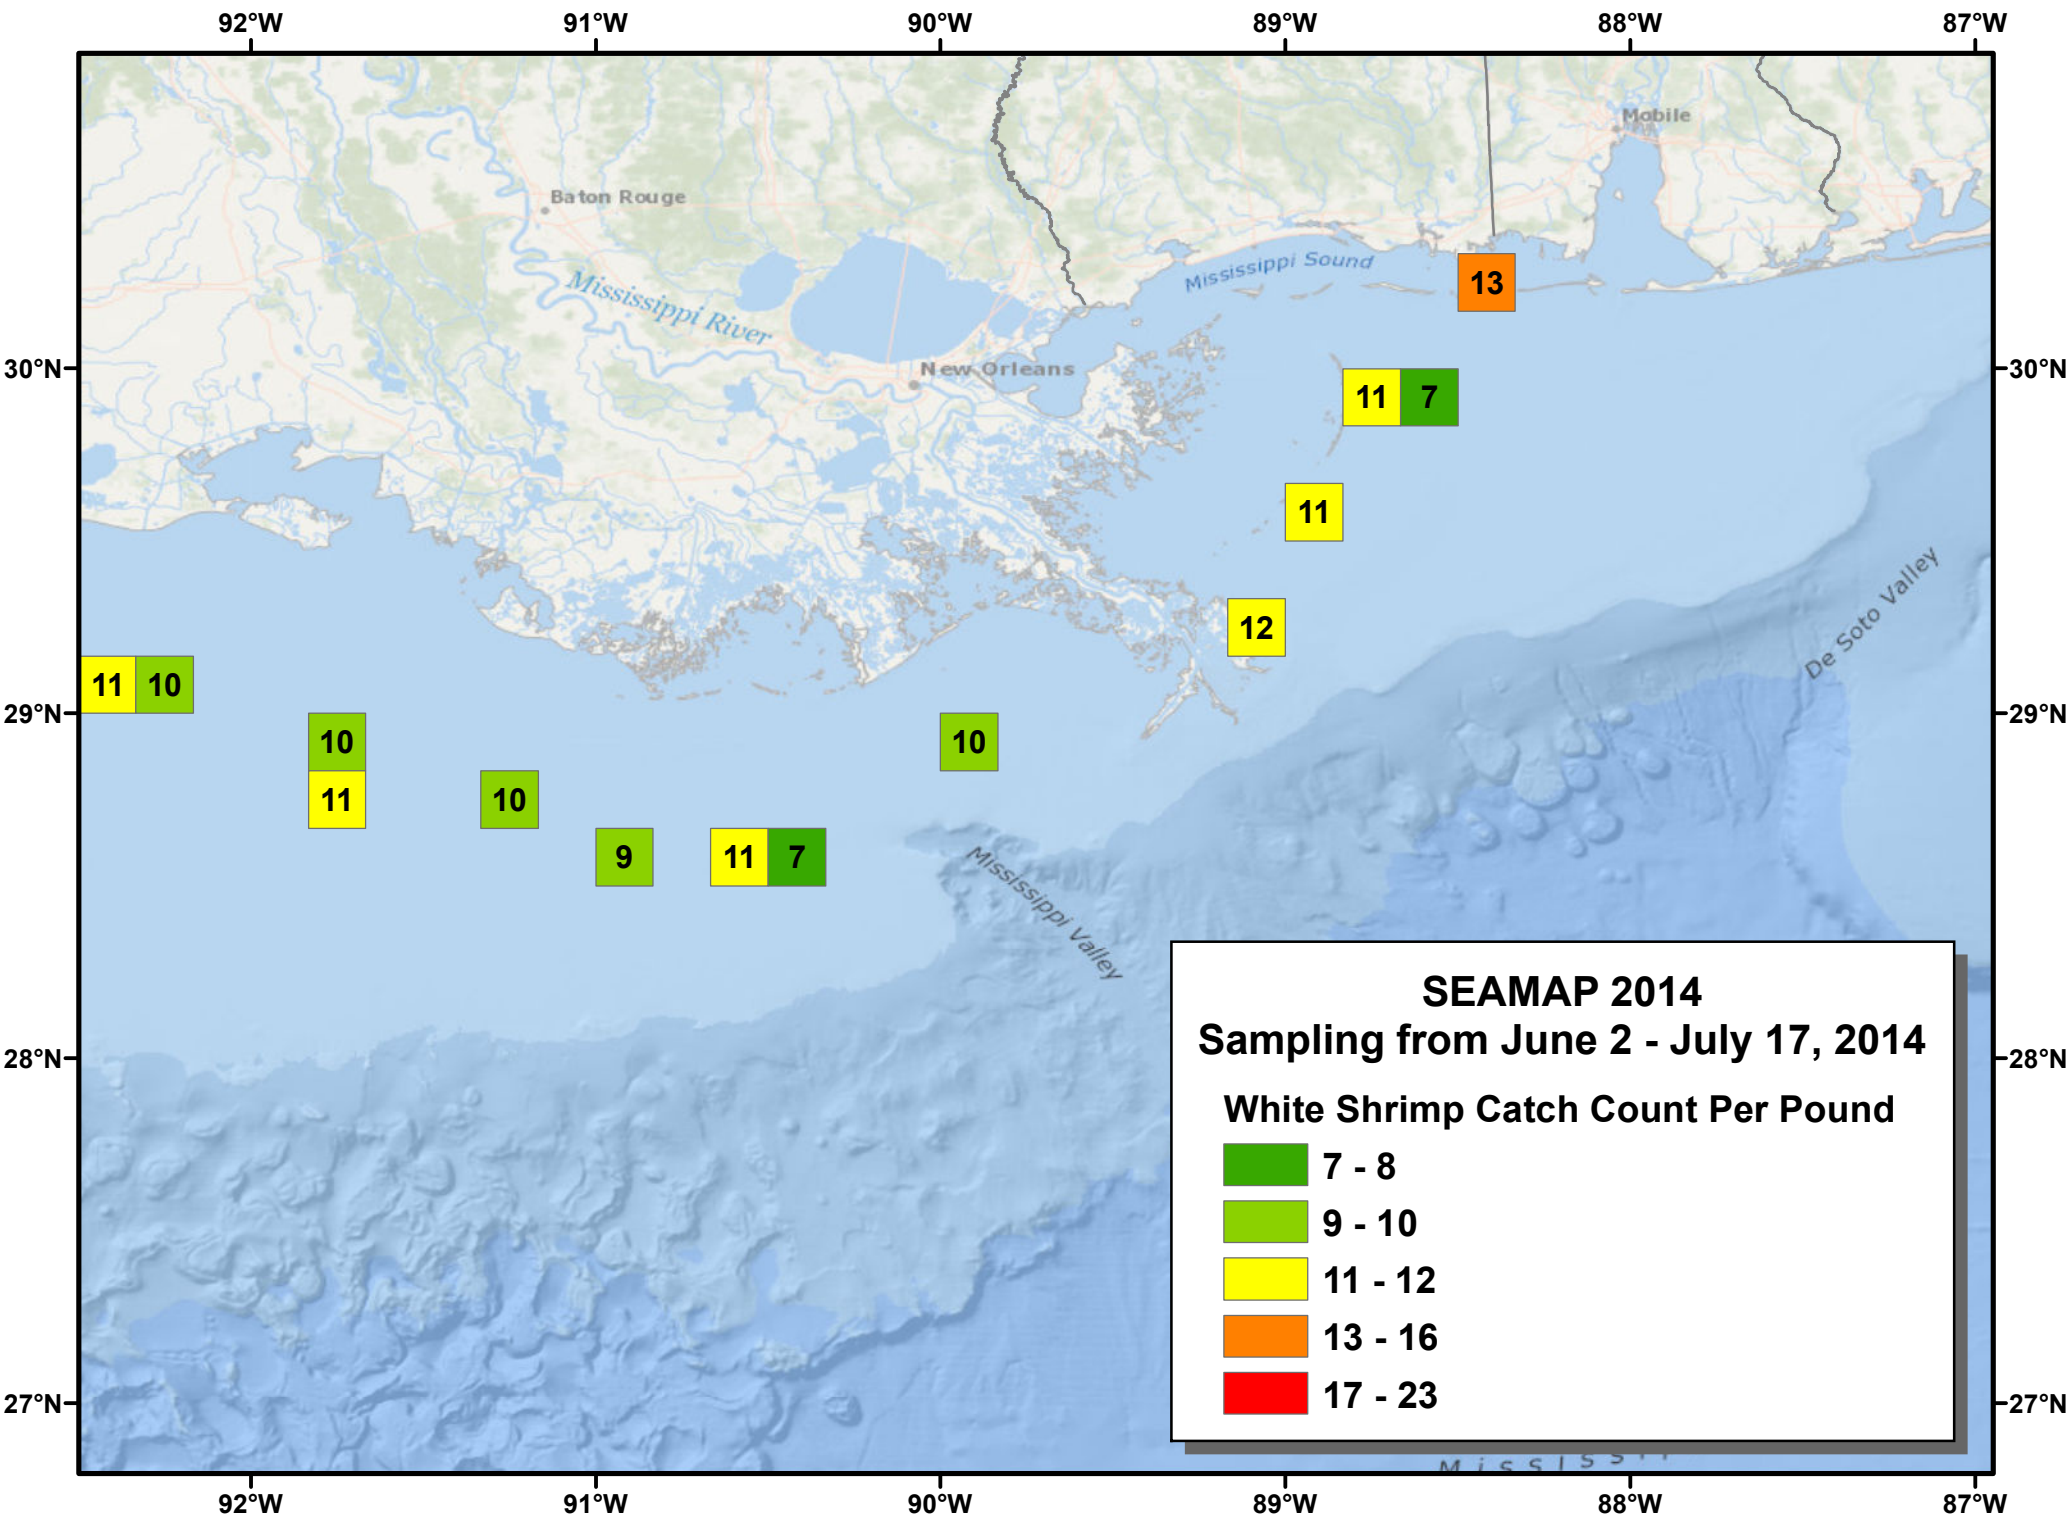 92°W 91°W 90°W 89°W 88°W 87°W
Mobile
Baton Rouge
Mississippi Sound
Mississippi River
13
30°N 30°N
New Orleans
11 7
11
De Soto Valley
12
11 10
29°N 29°N
10 10
11 10
9 11 7
Mississippi Valley
SEAMAP 2014
Sampling from June 2 - July 17, 2014
28°N 28°N
White Shrimp Catch Count Per Pound
7 - 8
9 - 10
11 - 12
13 - 16
17 - 23
27°N 27°N
92°W 91°W 90°W 89°W 88°W 87°W